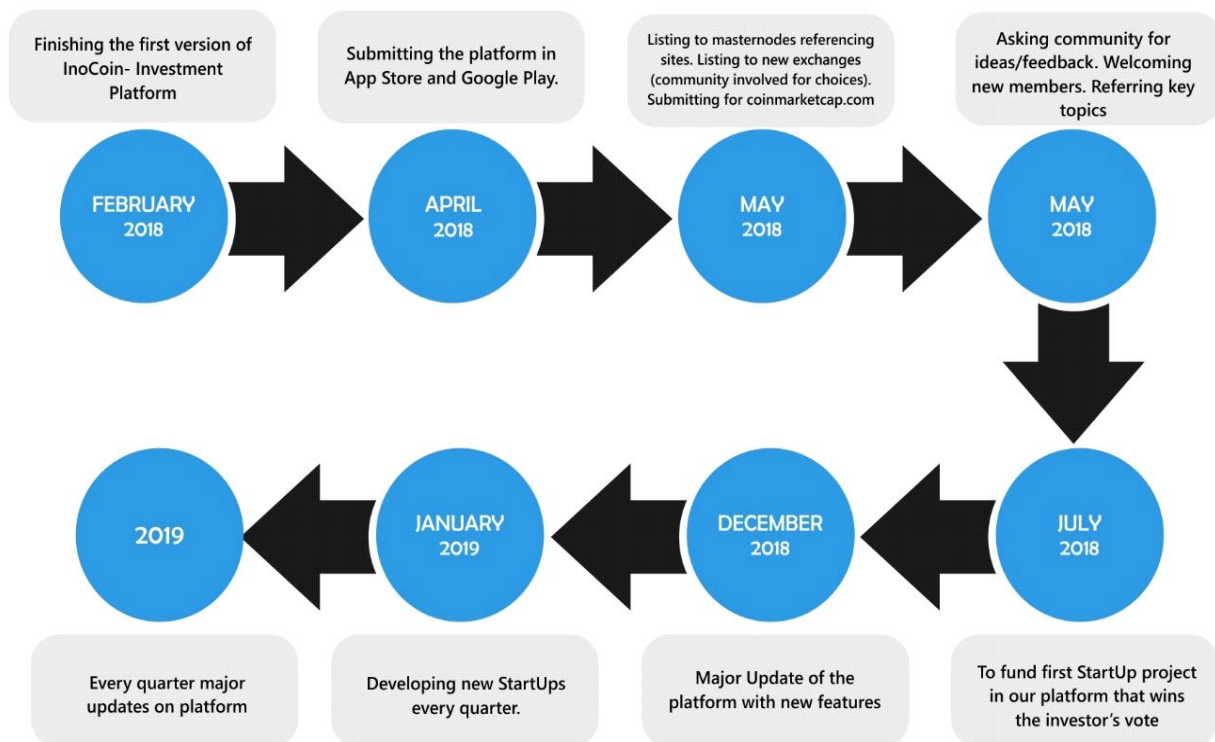 Finishing the first version of
InoCoin- Investment
Platform
FEBRUARY
2018
Submitting the platform in
App Store and Google Play.
APRIL
2018
Listing to masternodes referencing
sites. Listing to new exchanges
(community involved for choices).
Submitting for coinmarketcap.com
MAY
2018
Asking community for
ideas/feedback. Welcoming
new members. Referring key
topics
MAY
2018
JULY
2018
To fund first StartUp project
in our platform that wins
the investor's vote
DECEMBER
2018
Major Update of the
platform with new features
JANUARY
2019
Developing new StartUps
every quarter.
2019
Every quarter major
updates on platform